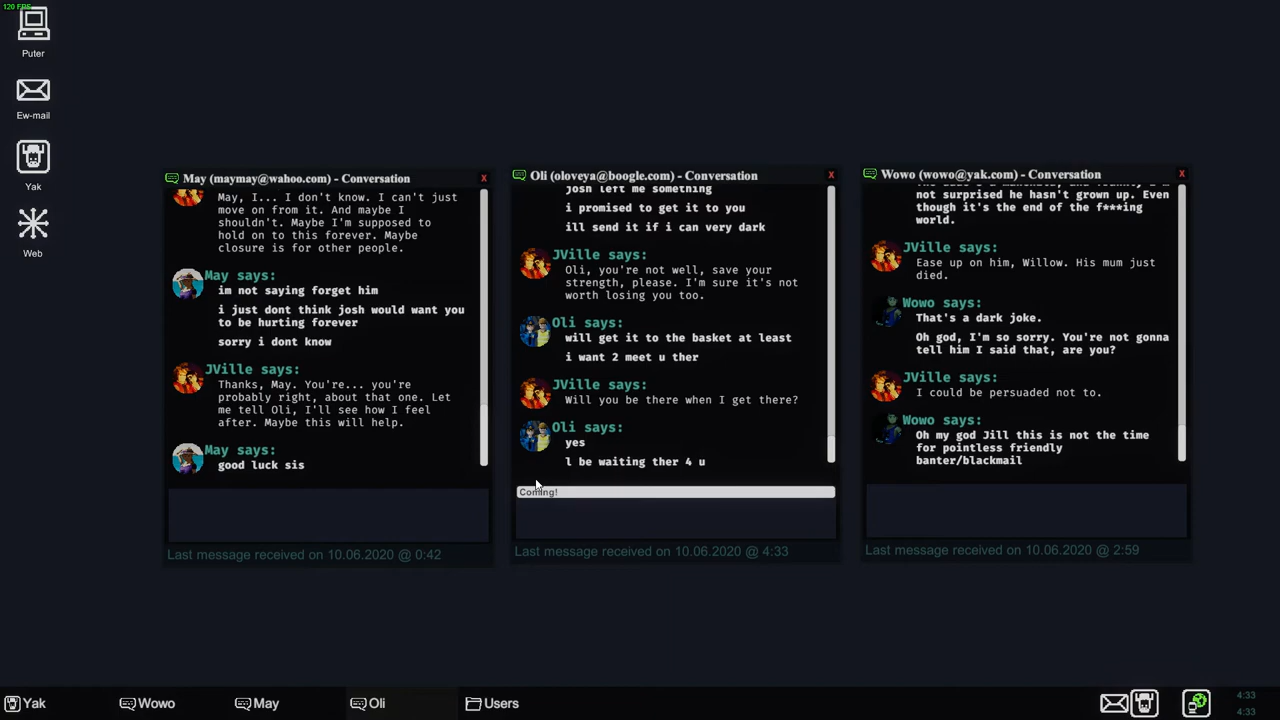 120 FPS
Puter
Ew-mail
Yak
Web
May (maymay@wahoo.com) - Conversation
X
May, I... I don't know. I can't just
move on from it. And maybe I
shouldn't. Maybe I'm supposed to
hold on to this forever. Maybe
closure is for other people.
May says:
im not saying forget him
i just dont think josh would want you
to be hurting forever
sorry i dont know
JVille says:
Thanks, May. You're... you're
probably right, about that one. Let
me tell Oli, I'll see how I feel
after. Maybe this will help.
May says:
good luck sis
Last message received on 10.06.2020 @ 0:42
Oli (oloveya@boogle.com) - Conversation
X
josh left me something
i promised to get it to you
ill send it if i can very dark
JVille says:
Oli, you're not well, save your
strength, please. I'm sure it's not
worth losing you too.
Oli says:
will get it to the basket at least
i want 2 meet u ther
JVille says:
Will you be there when I get there?
Oli says:
yes
l be waiting ther 4 u
Coming!
Last message received on 10.06.2020 @ 4:33
Wowo (wowo@yak.com) - Conversation
X
not surprised he hasn't grown up. Even
though it's the end of the f***ing
world.
JVille says:
Ease up on him, Willow. His mum just
died.
Wowo says:
That's a dark joke.
Oh god, I'm so sorry. You're not gonna
tell him I said that, are you?
JVille says:
I could be persuaded not to.
Wowo says:
Oh my god Jill this is not the time
for pointless friendly
banter/blackmail
Last message received on 10.06.2020 @ 2:59
Yak
Wowo
May
Oli
Users
4:33
4:33